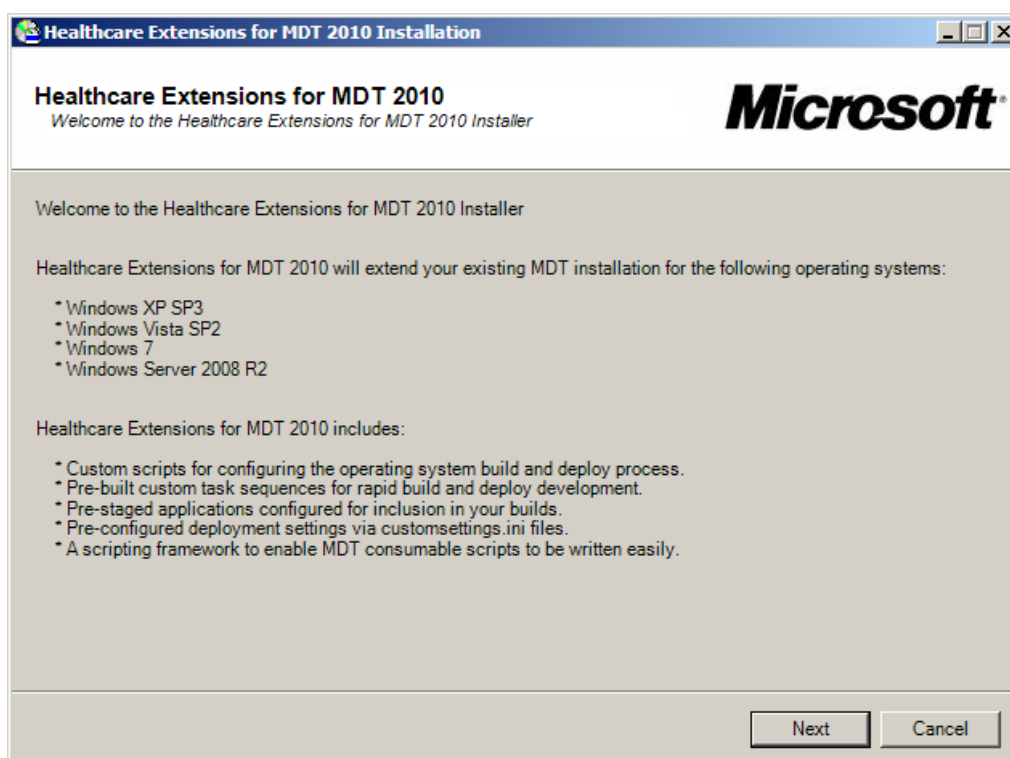 Healthcare Extensions for MDT 2010 Installation
Healthcare Extensions for MDT 2010
Welcome to the Healthcare Extensions for MDT 2010 Installer
Microsoft®
Welcome to the Healthcare Extensions for MDT 2010 Installer
Healthcare Extensions for MDT 2010 will extend your existing MDT installation for the following operating systems:
* Windows XP SP3
* Windows Vista SP2
* Windows 7
* Windows Server 2008 R2
Healthcare Extensions for MDT 2010 includes:
* Custom scripts for configuring the operating system build and deploy process.
* Pre-built custom task sequences for rapid build and deploy development.
* Pre-staged applications configured for inclusion in your builds.
* Pre-configured deployment settings via customsettings.ini files.
* A scripting framework to enable MDT consumable scripts to be written easily.
Next
Cancel